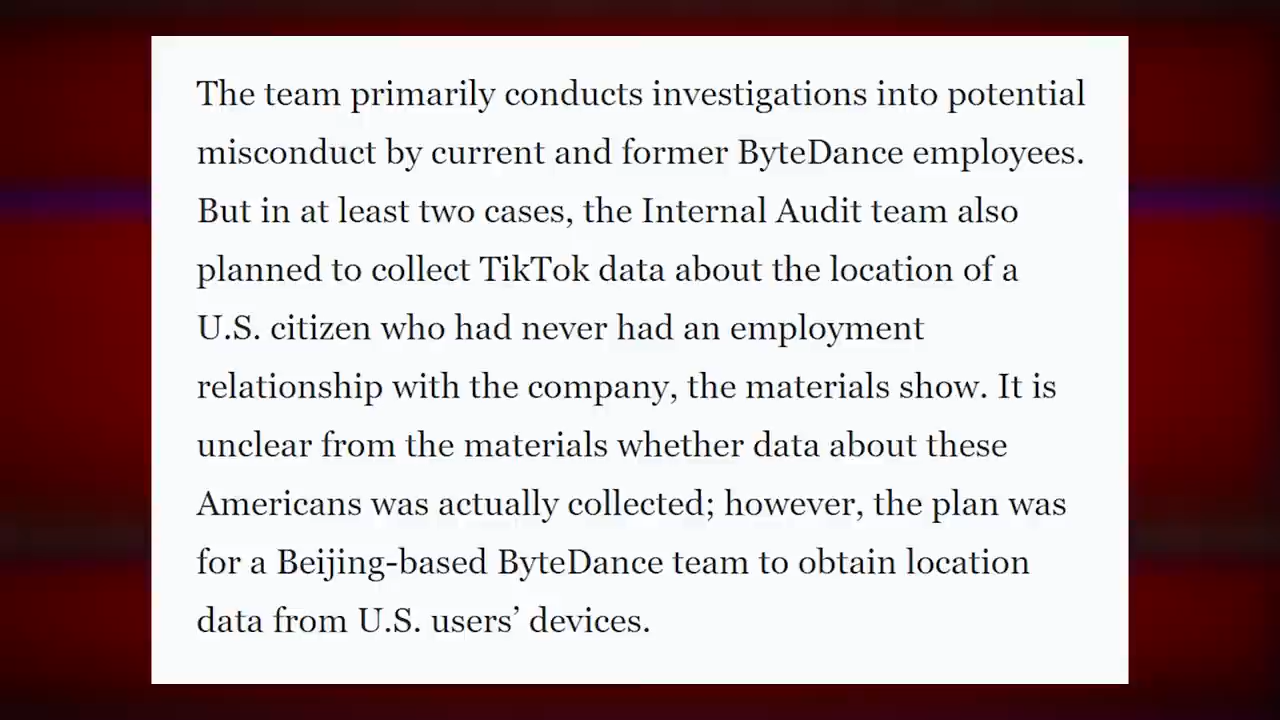 The team primarily conducts investigations into potential
misconduct by current and former ByteDance employees.
But in at least two cases, the Internal Audit team also
planned to collect TikTok data about the location of a
U.S. citizen who had never had an employment
relationship with the company, the materials show. It is
unclear from the materials whether data about these
Americans was actually collected; however, the plan was
for a Beijing-based ByteDance team to obtain location
data from U.S. users’ devices.